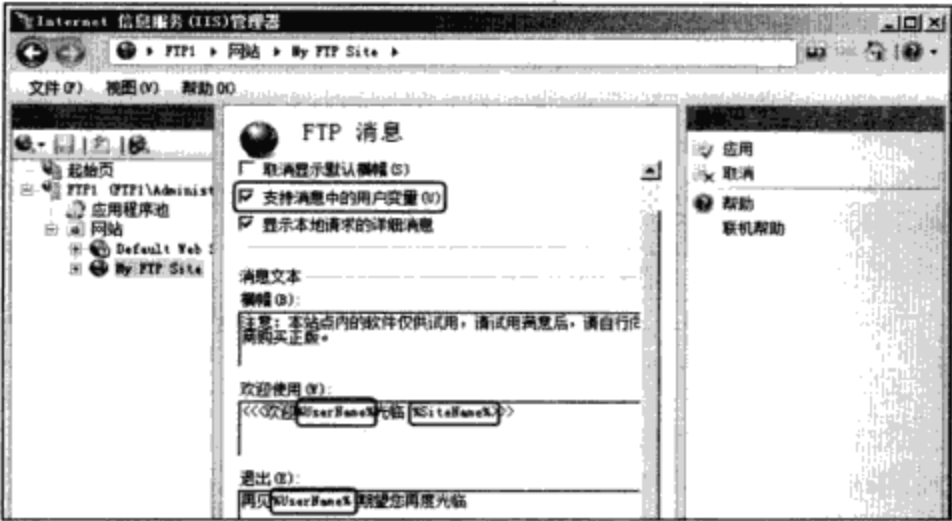 Internet 信息服务(IIS)管理器
FTP1 网站 My FTP Site
文件(F) 视图(V) 帮助(H)
起始页
FTP1 (FTP1\Administ
应用程序池
网站
Default Web S
My FTP Site
FTP 消息
取消显示默认横幅(S)
支持消息中的用户变量(U)
显示本地请求的详细消息
消息文本
横幅(B):
注意：本站点内的软件仅供试用，请试用满意后，请自行向
商购买正版。
欢迎使用(W):
<<<欢迎%UserName%光临 %SiteName%>>>
退出(E):
再见%UserName% 期望您再度光临
应用
取消
帮助
联机帮助